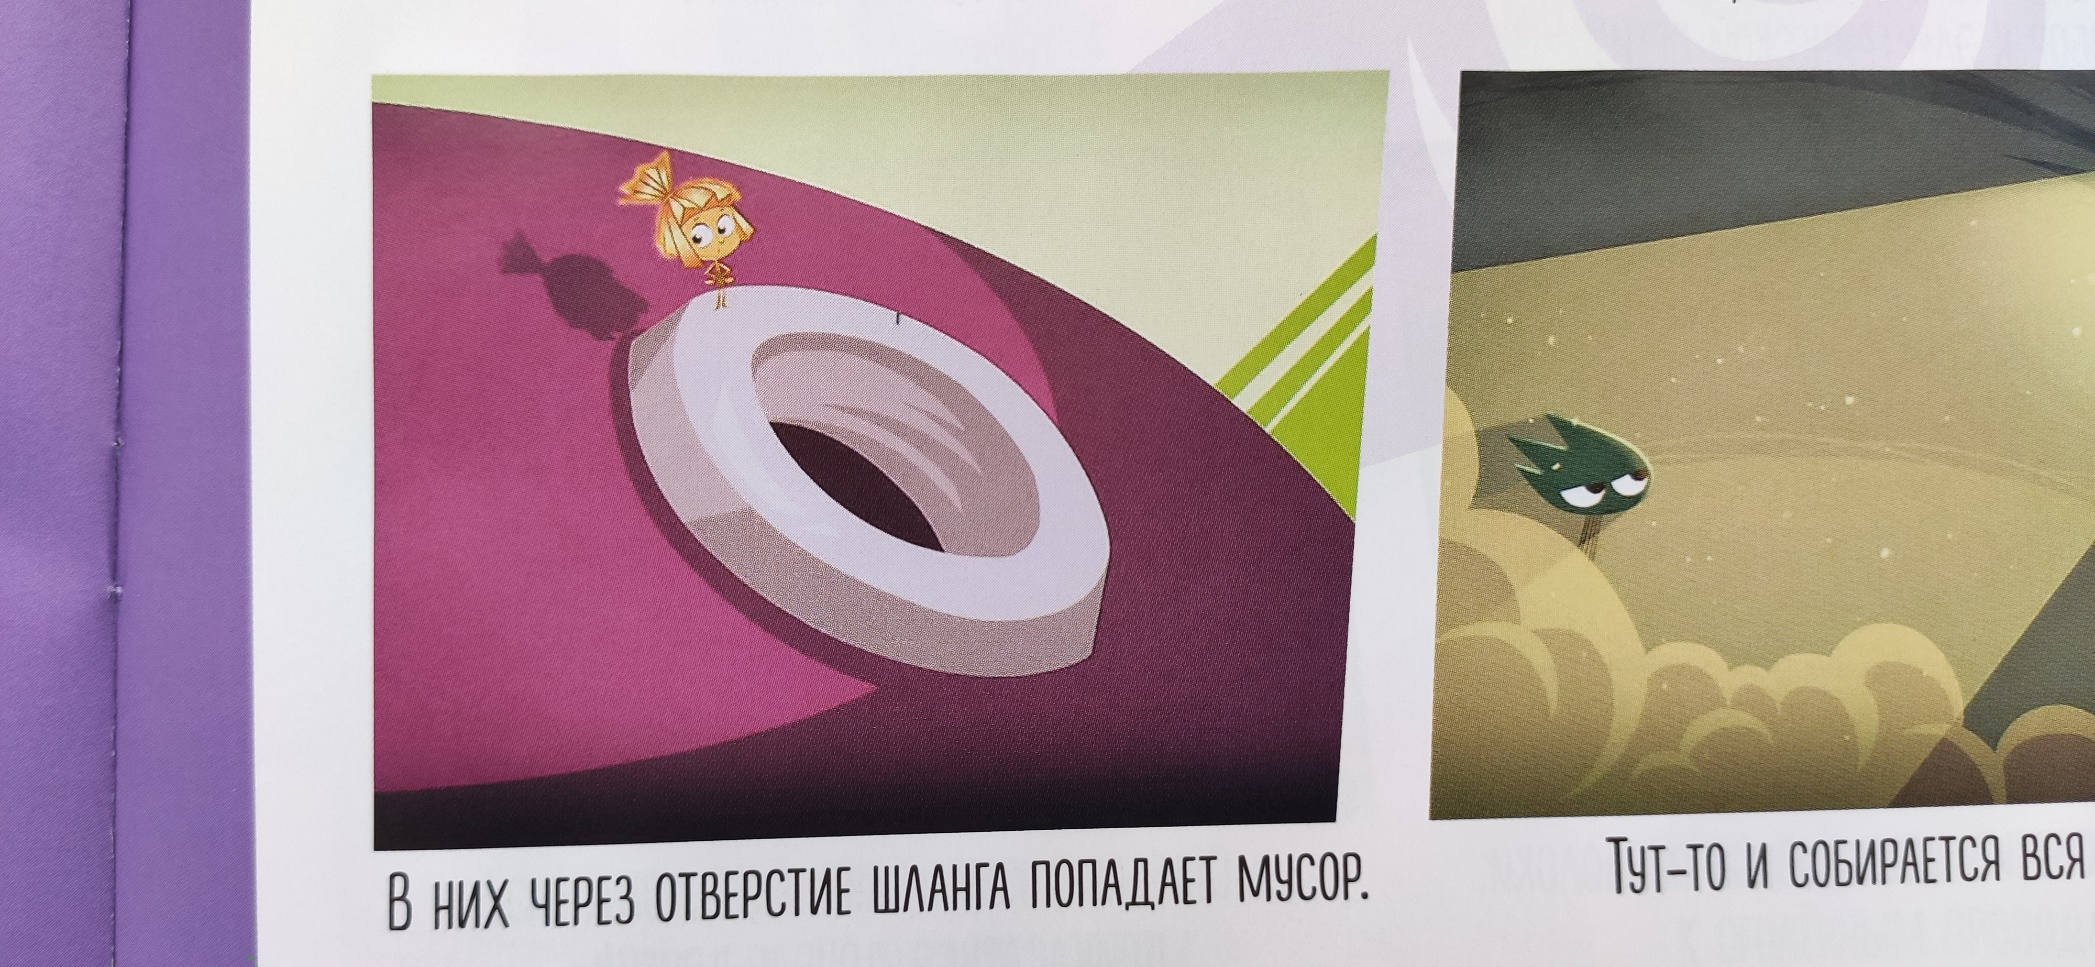 В НИХ ЧЕРЕЗ ОТВЕРСТИЕ ШЛАНГА ПОПАДАЕТ МУСОР.
ТУТ-ТО И СОБИРАЕТСЯ ВСЯ